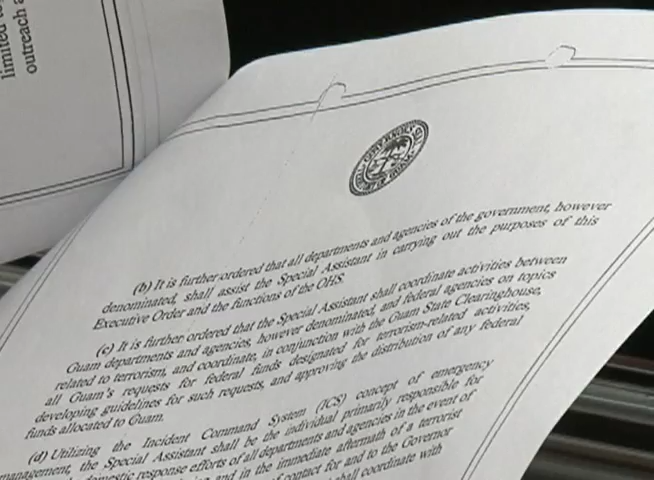 limited to
outreach a
GOVERNOR
OF GUAM
(b) It is further ordered that all departments and agencies of the government, however
denominated, shall assist the Special Assistant in carrying out the purposes of this
Executive Order and the functions of the OHS.
(c) It is further ordered that the Special Assistant shall coordinate activities between
Guam departments and agencies, however denominated, and federal agencies on topics
related to terrorism, and coordinate, in conjunction with the Guam State Clearinghouse,
all Guam's requests for federal funds designated for terrorism-related activities,
developing guidelines for such requests, and approving the distribution of any federal
funds allocated to Guam.
(d) Utilizing the Incident Command System (ICS) concept of emergency
management, the Special Assistant shall be the individual primarily responsible for
domestic response efforts of all departments and agencies in the event of
and in the immediate aftermath of a terrorist
of contact for and to the Governor
shall coordinate with